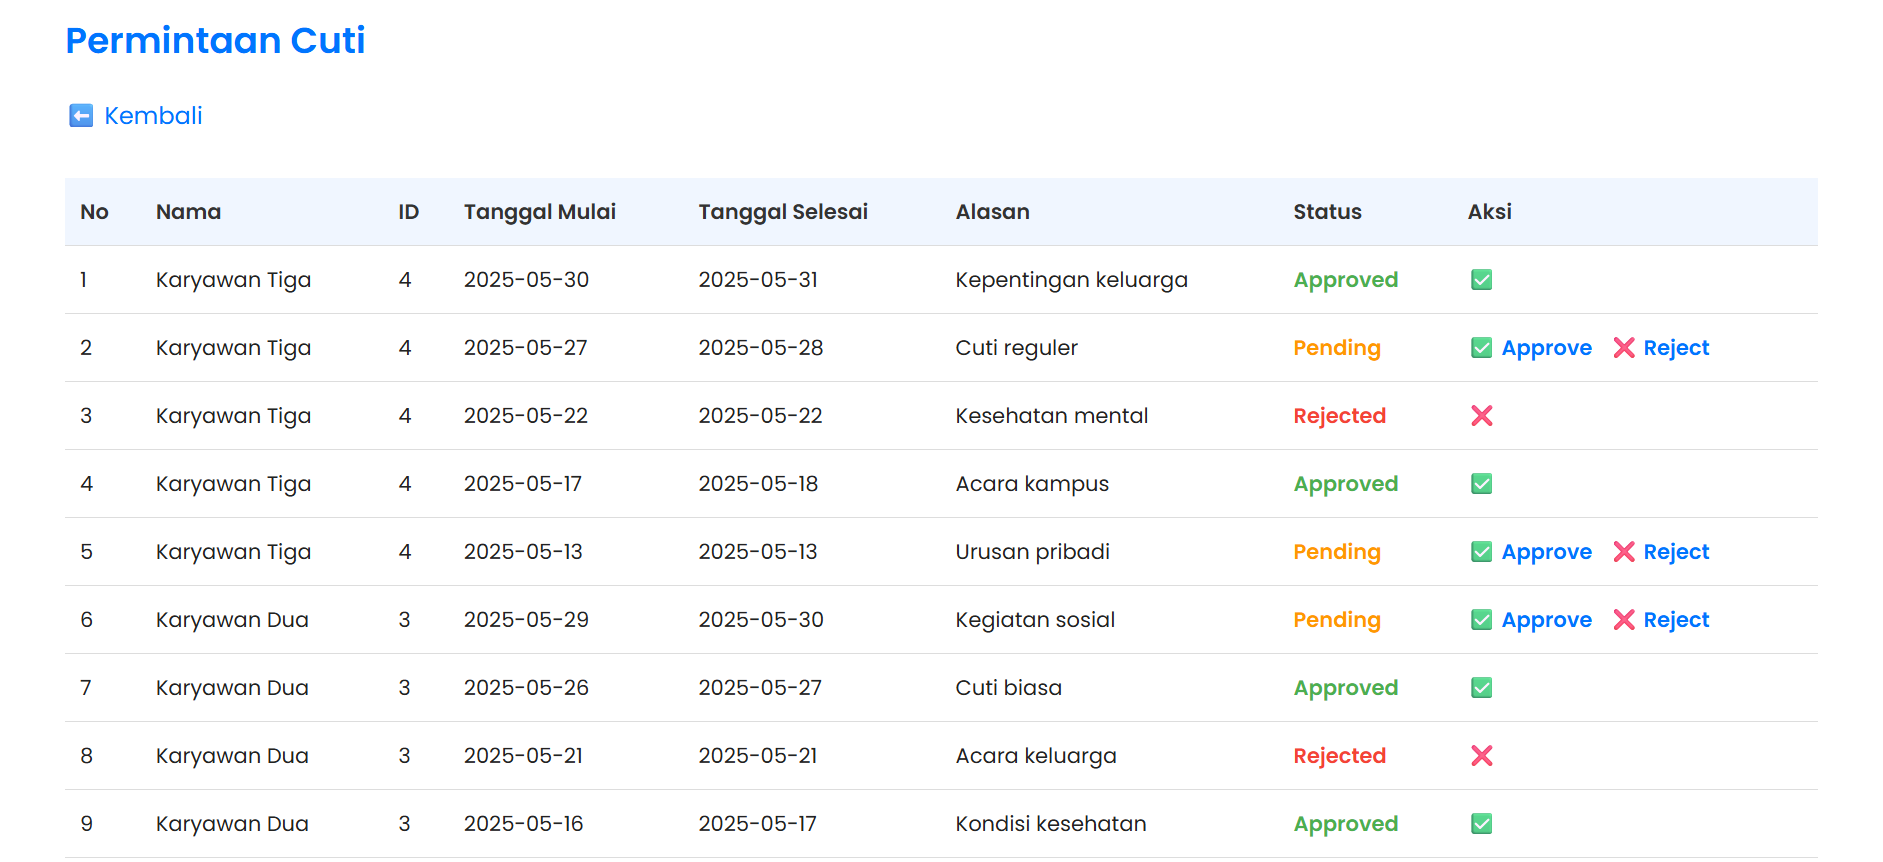 Permintaan Cuti
Kembali
No Nama ID Tanggal Mulai Tanggal Selesai Alasan Status Aksi
1 Karyawan Tiga 4 2025-05-30 2025-05-31 Kepentingan keluarga Approved
2 Karyawan Tiga 4 2025-05-27 2025-05-28 Cuti reguler Pending Approve Reject
3 Karyawan Tiga 4 2025-05-22 2025-05-22 Kesehatan mental Rejected
4 Karyawan Tiga 4 2025-05-17 2025-05-18 Acara kampus Approved
5 Karyawan Tiga 4 2025-05-13 2025-05-13 Urusan pribadi Pending Approve Reject
6 Karyawan Dua 3 2025-05-29 2025-05-30 Kegiatan sosial Pending Approve Reject
7 Karyawan Dua 3 2025-05-26 2025-05-27 Cuti biasa Approved
8 Karyawan Dua 3 2025-05-21 2025-05-21 Acara keluarga Rejected
9 Karyawan Dua 3 2025-05-16 2025-05-17 Kondisi kesehatan Approved